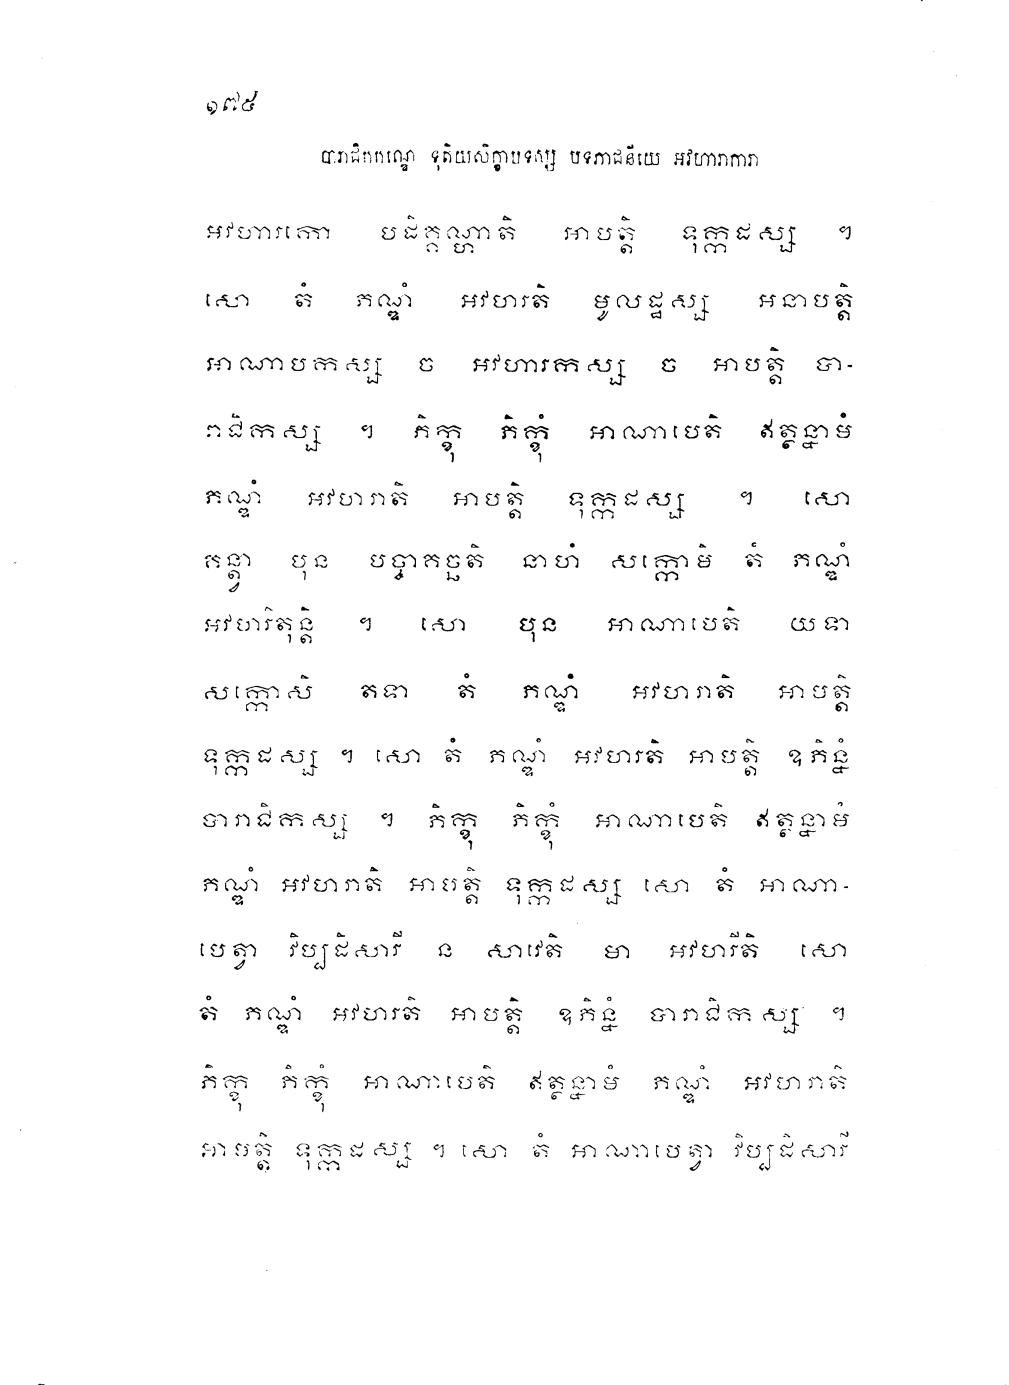 ១៧៥
បារាជិកកណ្ឌេ ទុតិយសិក្ខាបទស្ស បទភាជនីយេ អវហារាការា
អវហារកោ បដិគ្គណ្ហាតិ អាបត្តិ ទុក្កដស្ស ។
សោ តំ ភណ្ឌំ អវហរតិ មូលដ្ឋស្ស អនាបត្តិ
អាណាបកស្ស ច អវហារកស្ស ច អាបត្តិ បា-
រាជិកស្ស ។ ភិក្ខុ ភិក្ខុំ អាណាបេតិ ឥត្ថន្នាមំ
ភណ្ឌំ អវហរាតិ អាបត្តិ ទុក្កដស្ស ។ សោ
គន្ត្វា បុន បច្ចាគច្ឆតិ នាហំ សក្កោមិ តំ ភណ្ឌំ
អវហរិតុន្តិ ។ សោ បុន អាណាបេតិ យទា
សក្កោសិ តទា តំ ភណ្ឌំ អវហរាតិ អាបត្តិ
ទុក្កដស្ស ។ សោ តំ ភណ្ឌំ អវហរតិ អាបត្តិ ឧភិន្នំ
បារាជិកស្ស ។ ភិក្ខុ ភិក្ខុំ អាណាបេតិ ឥត្ថន្នាមំ
ភណ្ឌំ អវហរាតិ អាបត្តិ ទុក្កដស្ស សោ តំ អាណា-
បេត្វា វិប្បដិសារី ន សាវេតិ មា អវហរីតិ សោ
តំ ភណ្ឌំ អវហរតិ អាបត្តិ ឧភិន្នំ បារាជិកស្ស ។
ភិក្ខុ ភិក្ខុំ អាណាបេតិ ឥត្ថន្នាមំ ភណ្ឌំ អវហរាតិ
អាបត្តិ ទុក្កដស្ស ។ សោ តំ អាណាបេត្វា វិប្បដិសារី